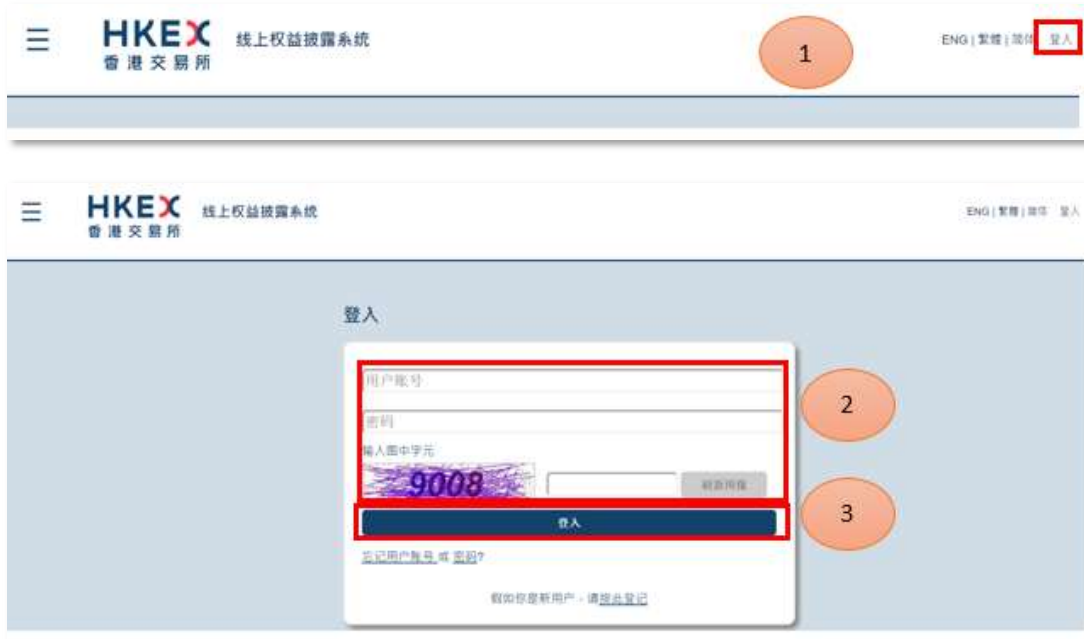 HKEX 线上权益披露系统
香港交易所
1
ENG | 繁體 | 简体 登入
HKEX 线上权益披露系统
香港交易所
ENG | 繁體 | 简体 登入
登入
用户账号
密码
2
输入图中字元
9008 刷新图像
登入
3
忘记用户账号 或 密码?
假如你是新用户 - 请按此登记